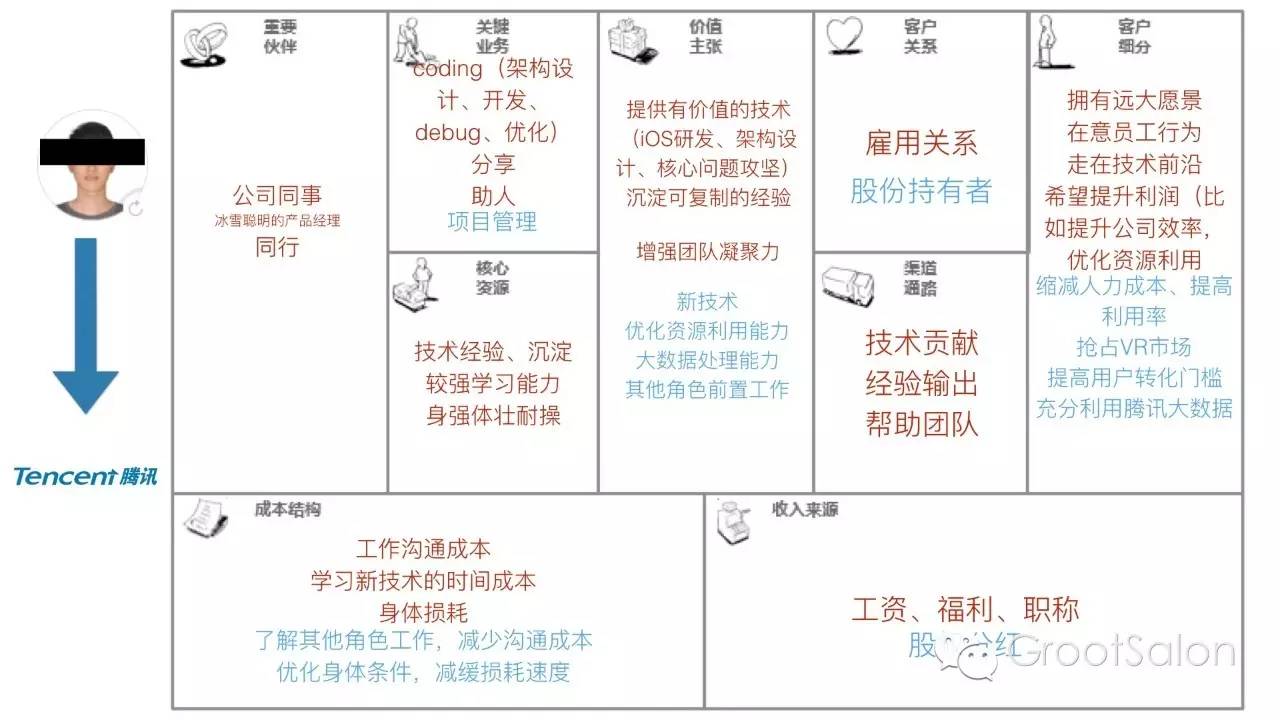 重要
伙伴
公司同事
冰雪聪明的产品经理
同行
关键
业务
coding（架构设
计、开发、
debug、优化）
分享
助人
项目管理
核心
资源
技术经验、沉淀
较强学习能力
身强体壮耐操
价值
主张
提供有价值的技术
（iOS研发、架构设
计、核心问题攻坚）
沉淀可复制的经验
增强团队凝聚力
新技术
优化资源利用能力
大数据处理能力
其他角色前置工作
客户
关系
雇用关系
股份持有者
渠道
通路
技术贡献
经验输出
帮助团队
客户
细分
拥有远大愿景
在意员工行为
走在技术前沿
希望提升利润（比
如提升公司效率，
优化资源利用
缩减人力成本、提高
利用率
抢占VR市场
提高用户转化门槛
充分利用腾讯大数据
Tencent腾讯
成本结构
工作沟通成本
学习新技术的时间成本
身体损耗
了解其他角色工作，减少沟通成本
优化身体条件，减缓损耗速度
收入来源
工资、福利、职称
股 分红
GrootSalon